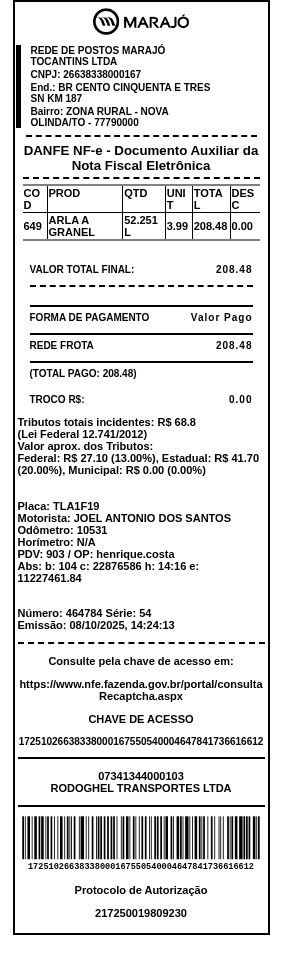 MARAJÓ
REDE DE POSTOS MARAJÓ
TOCANTINS LTDA
CNPJ: 26638338000167
End.: BR CENTO CINQUENTA E TRES
SN KM 187
Bairro: ZONA RURAL - NOVA
OLINDA/TO - 77790000
DANFE NF-e - Documento Auxiliar da
Nota Fiscal Eletrônica
COD PROD QTD UNIT TOTAL DESC
649 ARLA A GRANEL 52.251 L 3.99 208.48 0.00
VALOR TOTAL FINAL: 208.48
FORMA DE PAGAMENTO Valor Pago
REDE FROTA 208.48
(TOTAL PAGO: 208.48)
TROCO R$: 0.00
Tributos totais incidentes: R$ 68.8
(Lei Federal 12.741/2012)
Valor aprox. dos Tributos:
Federal: R$ 27.10 (13.00%), Estadual: R$ 41.70
(20.00%), Municipal: R$ 0.00 (0.00%)
Placa: TLA1F19
Motorista: JOEL ANTONIO DOS SANTOS
Odômetro: 10531
Horímetro: N/A
PDV: 903 / OP: henrique.costa
Abs: b: 104 c: 22876586 h: 14:16 e:
11227461.84
Número: 464784 Série: 54
Emissão: 08/10/2025, 14:24:13
Consulte pela chave de acesso em:
https://www.nfe.fazenda.gov.br/portal/consulta
Recaptcha.aspx
CHAVE DE ACESSO
17251026638338000167550540004647841736616612
07341344000103
RODOGHEL TRANSPORTES LTDA
17251026638338000167550540004647841736616612
Protocolo de Autorização
217250019809230